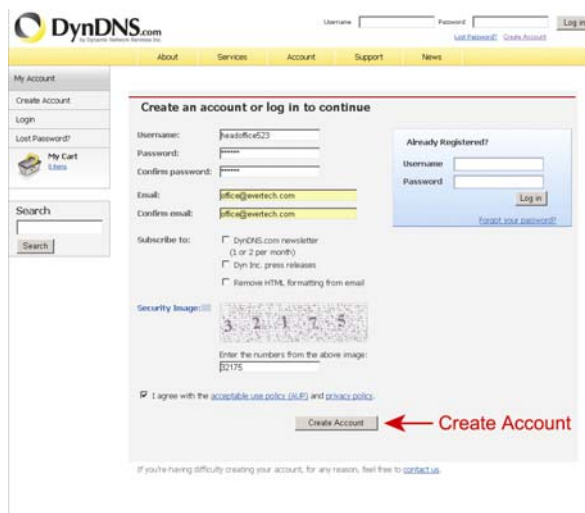 DynDNS.com
by Dynamic Network Services Inc.
Username Password Log in
Lost Password? Create Account
About Services Account Support News
My Account
Create Account
Login
Lost Password?
My Cart
Create an account or log in to continue
Username: headoffice523
Password: ******
Confirm password: ******
Email: office@evertech.com
Confirm email: office@evertech.com
Subscribe to: DynDNS.com newsletter
(1 or 2 per month)
Dyn Inc. press releases
Remove HTML formatting from email
Security Image:
3 2 1 7 5
Enter the numbers from the above image:
32175
I agree with the acceptable use policy (AUP) and privacy policy.
Create Account
Create Account
If you're having difficulty creating your account, for any reason, feel free to contact us.
Already Registered?
Username
Password
Log in
Forgot your password?
Search
Search